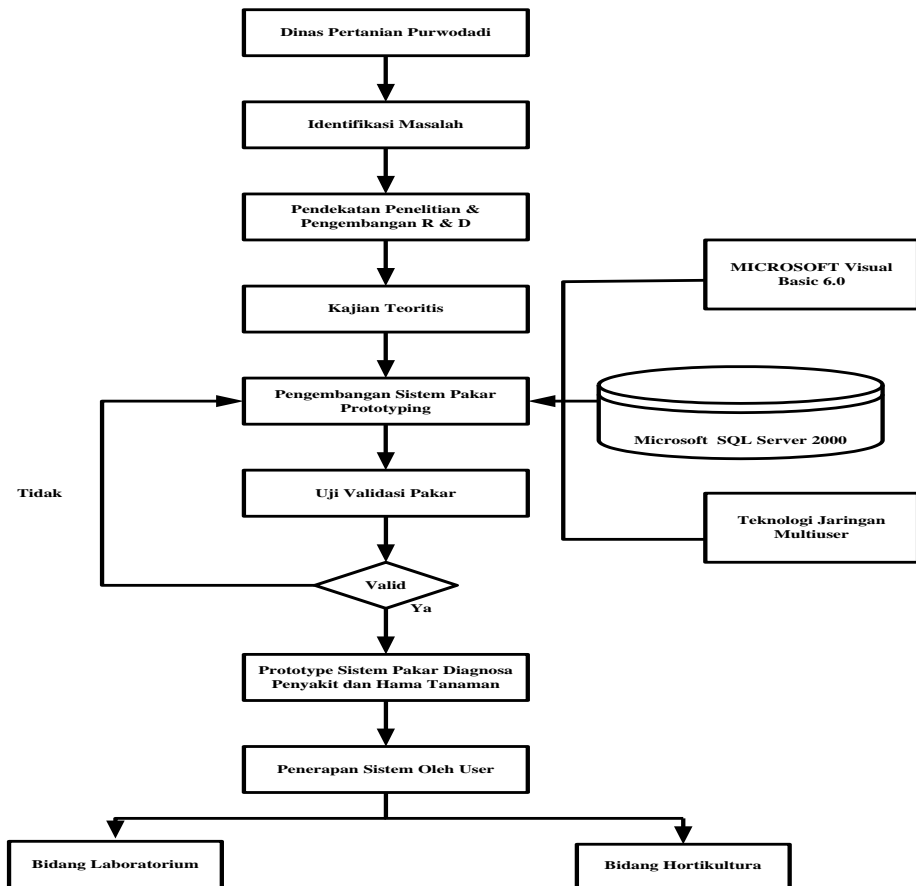 Dinas Pertanian Purwodadi
Identifikasi Masalah
Pendekatan Penelitian &
Pengembangan R & D
MICROSOFT Visual
Basic 6.0
Kajian Teoritis
Pengembangan Sistem Pakar
Prototyping
Microsoft SQL Server 2000
Tidak
Uji Validasi Pakar
Teknologi Jaringan
Multiuser
Valid
Ya
Prototype Sistem Pakar Diagnosa
Penyakit dan Hama Tanaman
Penerapan Sistem Oleh User
Bidang Laboratorium
Bidang Hortikultura